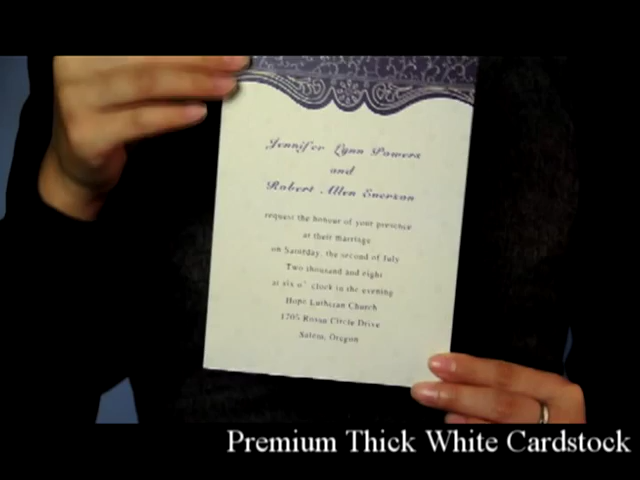 Jennifer Lynn Powers
and
Robert Allen Emerson
request the honour of your presence
at their marriage
on Saturday, the second of July
Two thousand and eight
at six o' clock in the evening
Hope Lutheran Church
1705 Rosan Circle Drive
Salem, Oregon
Premium Thick White Cardstock